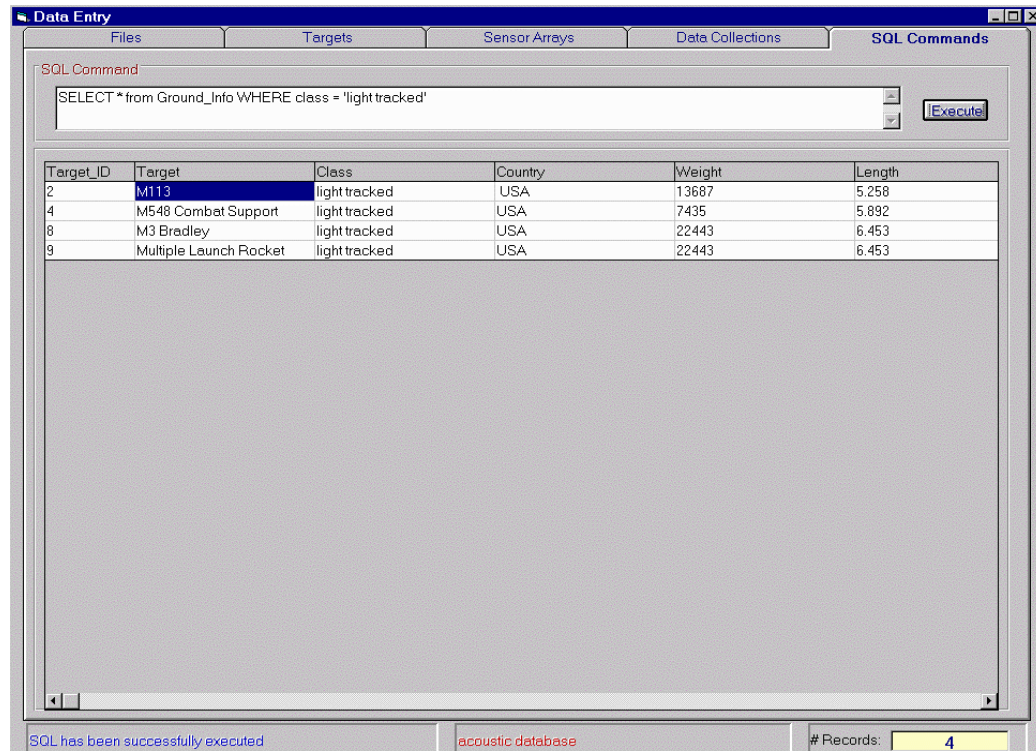 Data Entry
Files Targets Sensor Arrays Data Collections SQL Commands
SQL Command
SELECT * from Ground_Info WHERE class = 'light tracked'
Execute
Target_ID Target Class Country Weight Length
2 M113 light tracked USA 13687 5.258
4 M548 Combat Support light tracked USA 7435 5.892
8 M3 Bradley light tracked USA 22443 6.453
9 Multiple Launch Rocket light tracked USA 22443 6.453
SQL has been successfully executed acoustic database # Records: 4